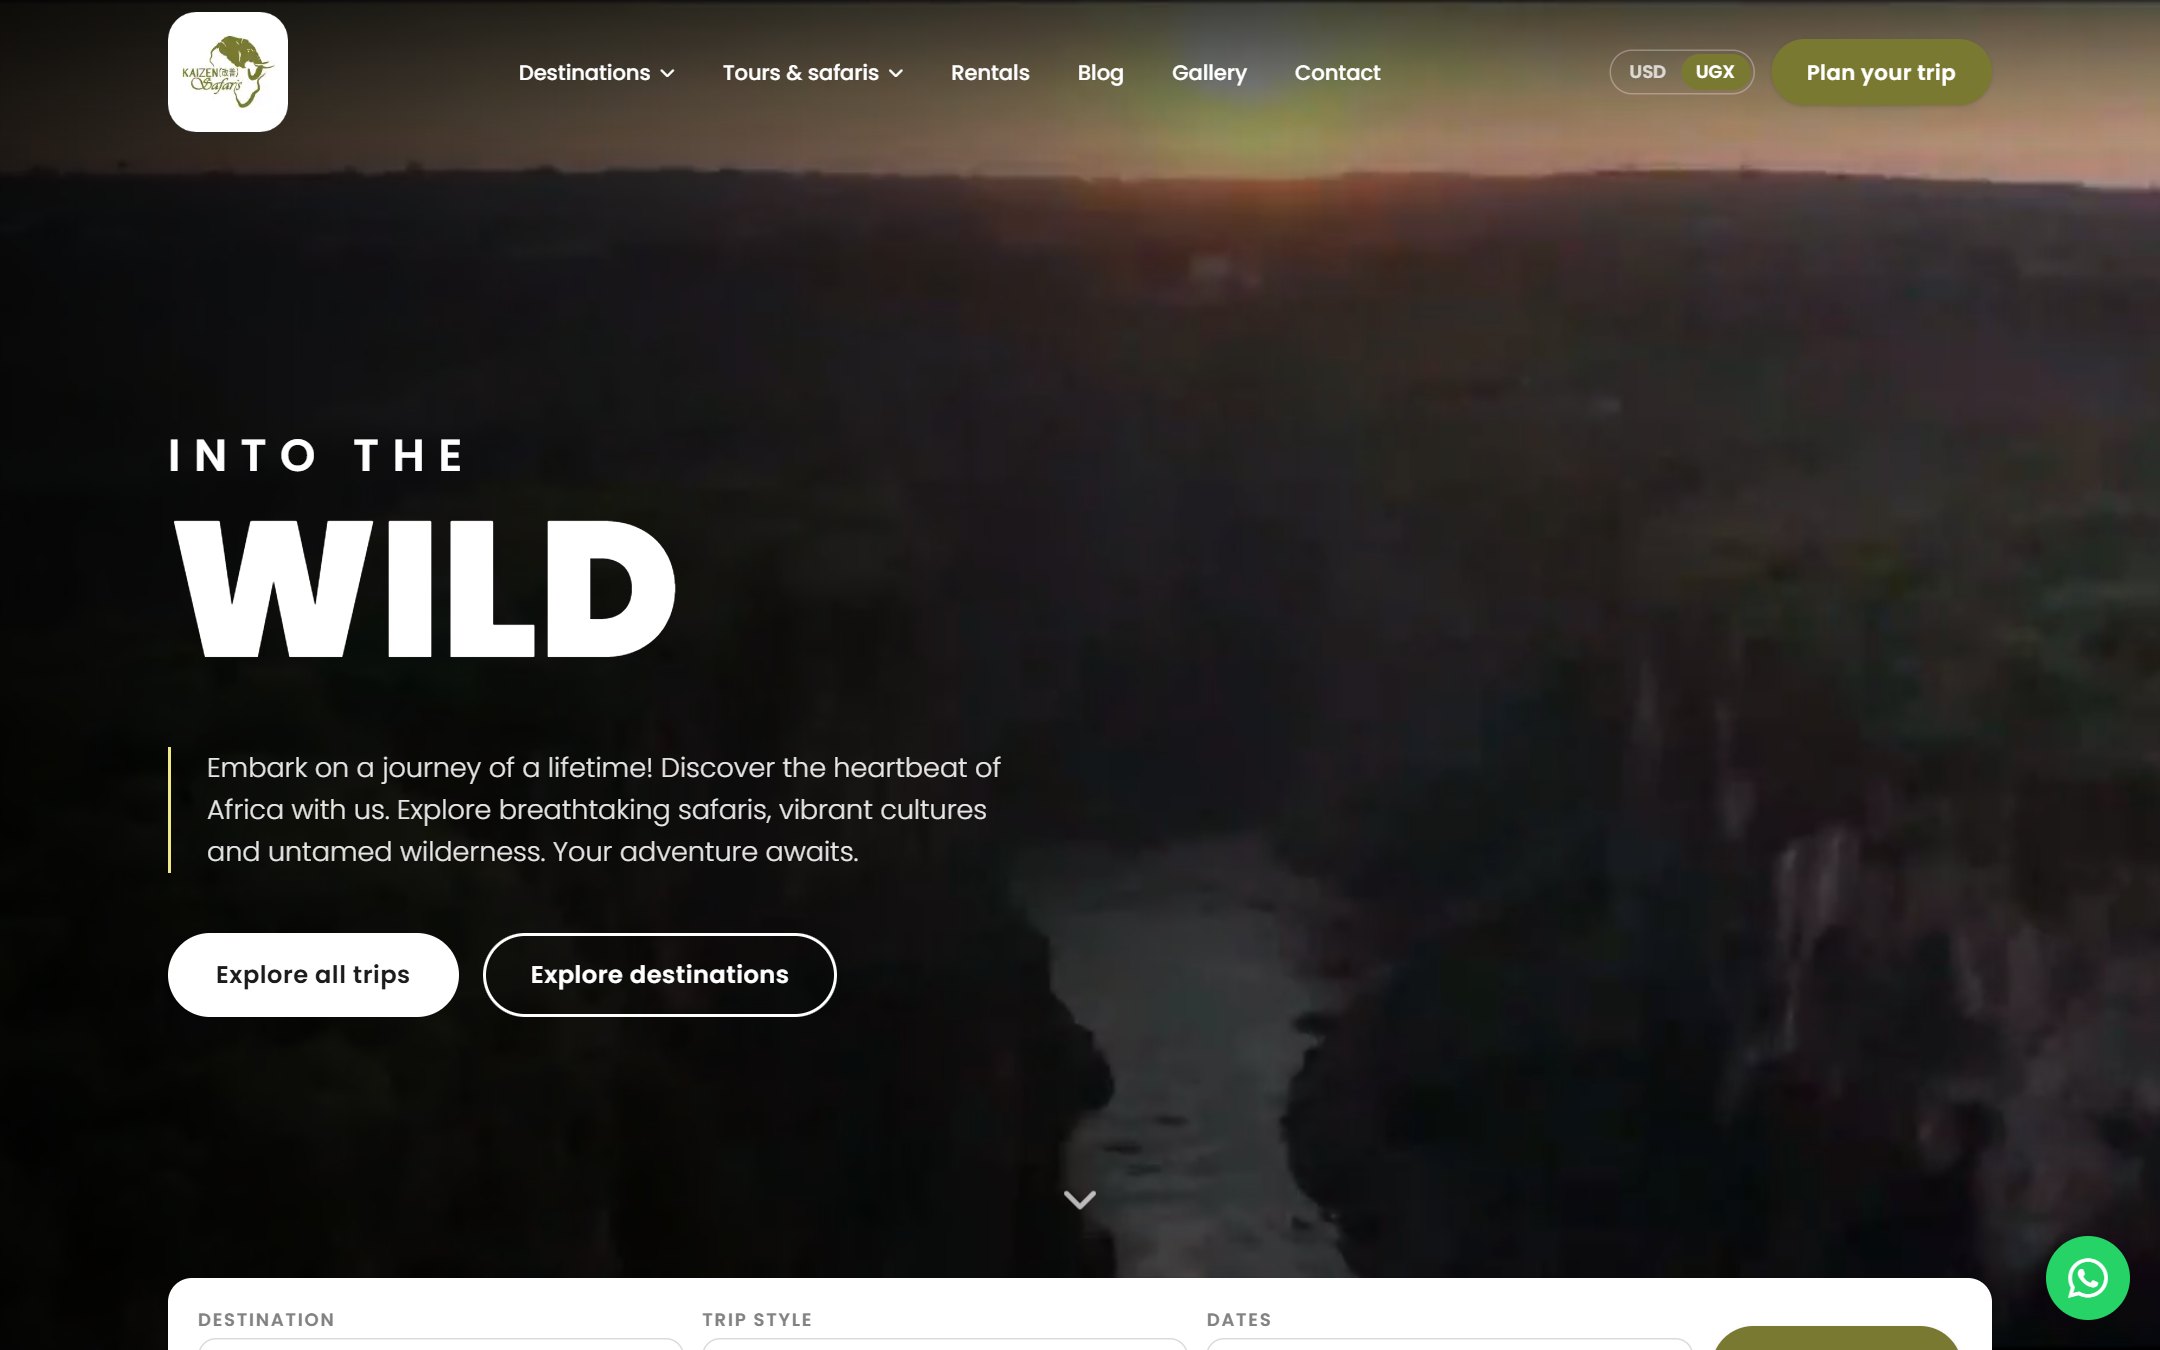 KAIZEN(改善)
Safaris
Destinations
Tours & safaris
Rentals
Blog
Gallery
Contact
USD
UGX
Plan your trip
INTO THE
WILD
Embark on a journey of a lifetime! Discover the heartbeat of
Africa with us. Explore breathtaking safaris, vibrant cultures
and untamed wilderness. Your adventure awaits.
Explore all trips
Explore destinations
DESTINATION
TRIP STYLE
DATES